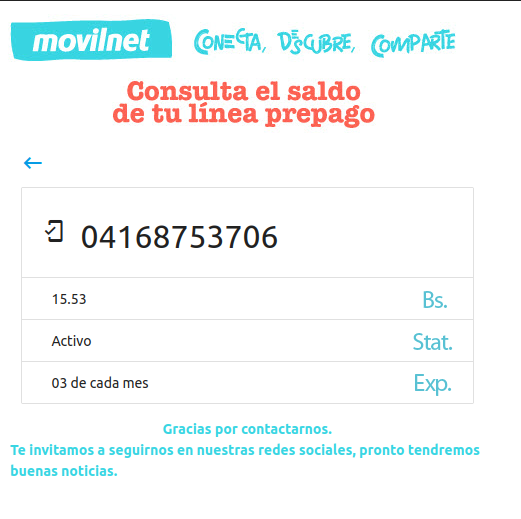 movilnet CONECTA, DESCUBRE, COMPARTE
Consulta el saldo
de tu línea prepago
04168753706
15.53 Bs.
Activo Stat.
03 de cada mes Exp.
Gracias por contactarnos.
Te invitamos a seguirnos en nuestras redes sociales, pronto tendremos
buenas noticias.